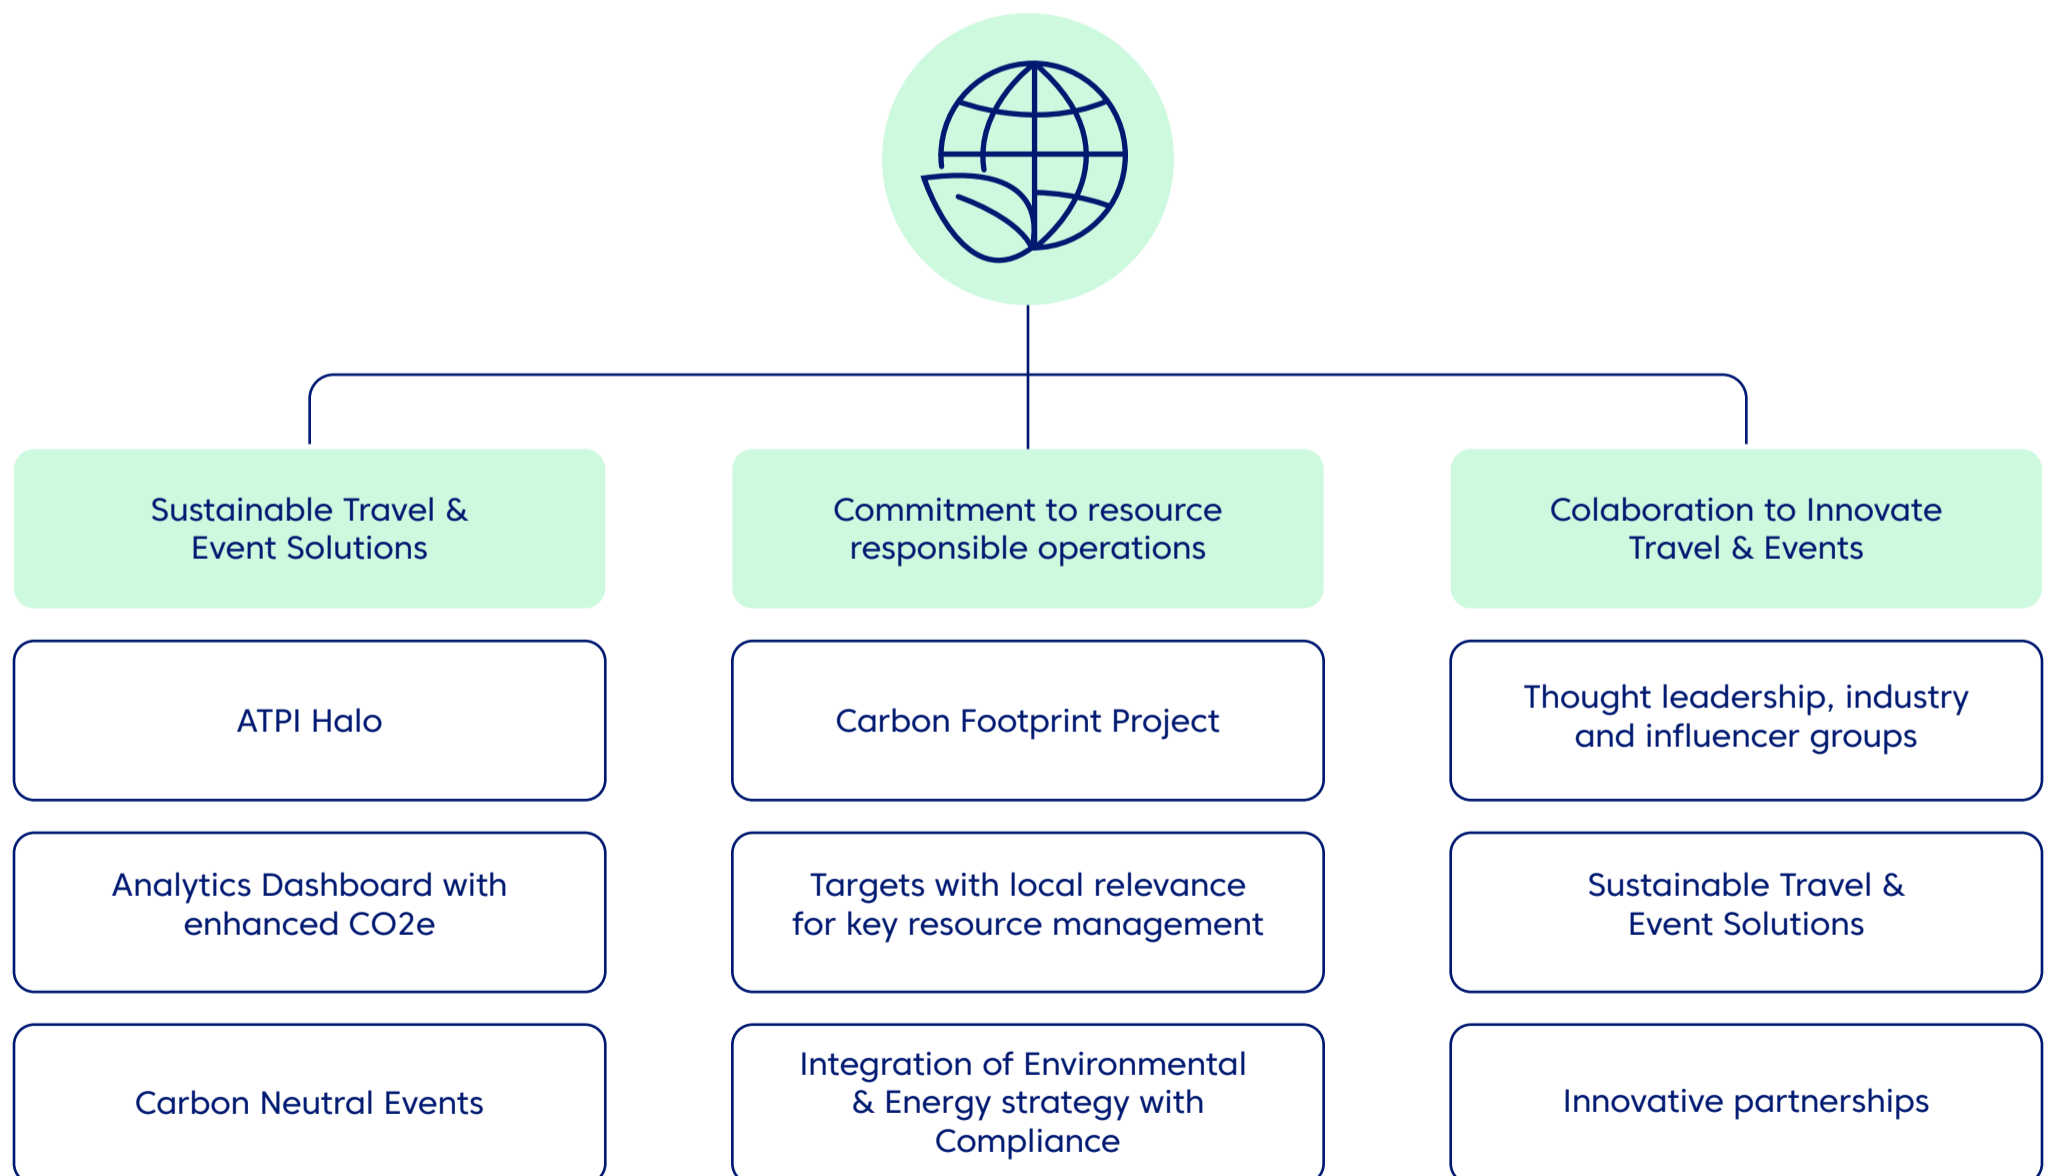 Sustainable Travel &
Event Solutions
Commitment to resource
responsible operations
Colaboration to Innovate
Travel & Events
ATPI Halo
Carbon Footprint Project
Thought leadership, industry
and influencer groups
Analytics Dashboard with
enhanced CO2e
Targets with local relevance
for key resource management
Sustainable Travel &
Event Solutions
Carbon Neutral Events
Integration of Environmental
& Energy strategy with
Compliance
Innovative partnerships